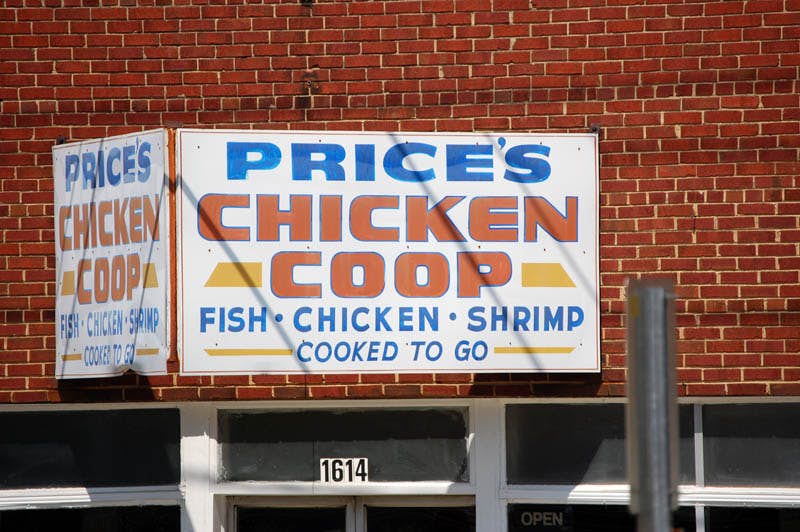 PRICE'S
CHICKEN
COOP
FISH · CHICKEN · SHRIMP
COOKED TO GO
PRICE'S
CHICKEN
COOP
FISH · CHICKEN · SHRIMP
COOKED TO GO
1614
OPEN